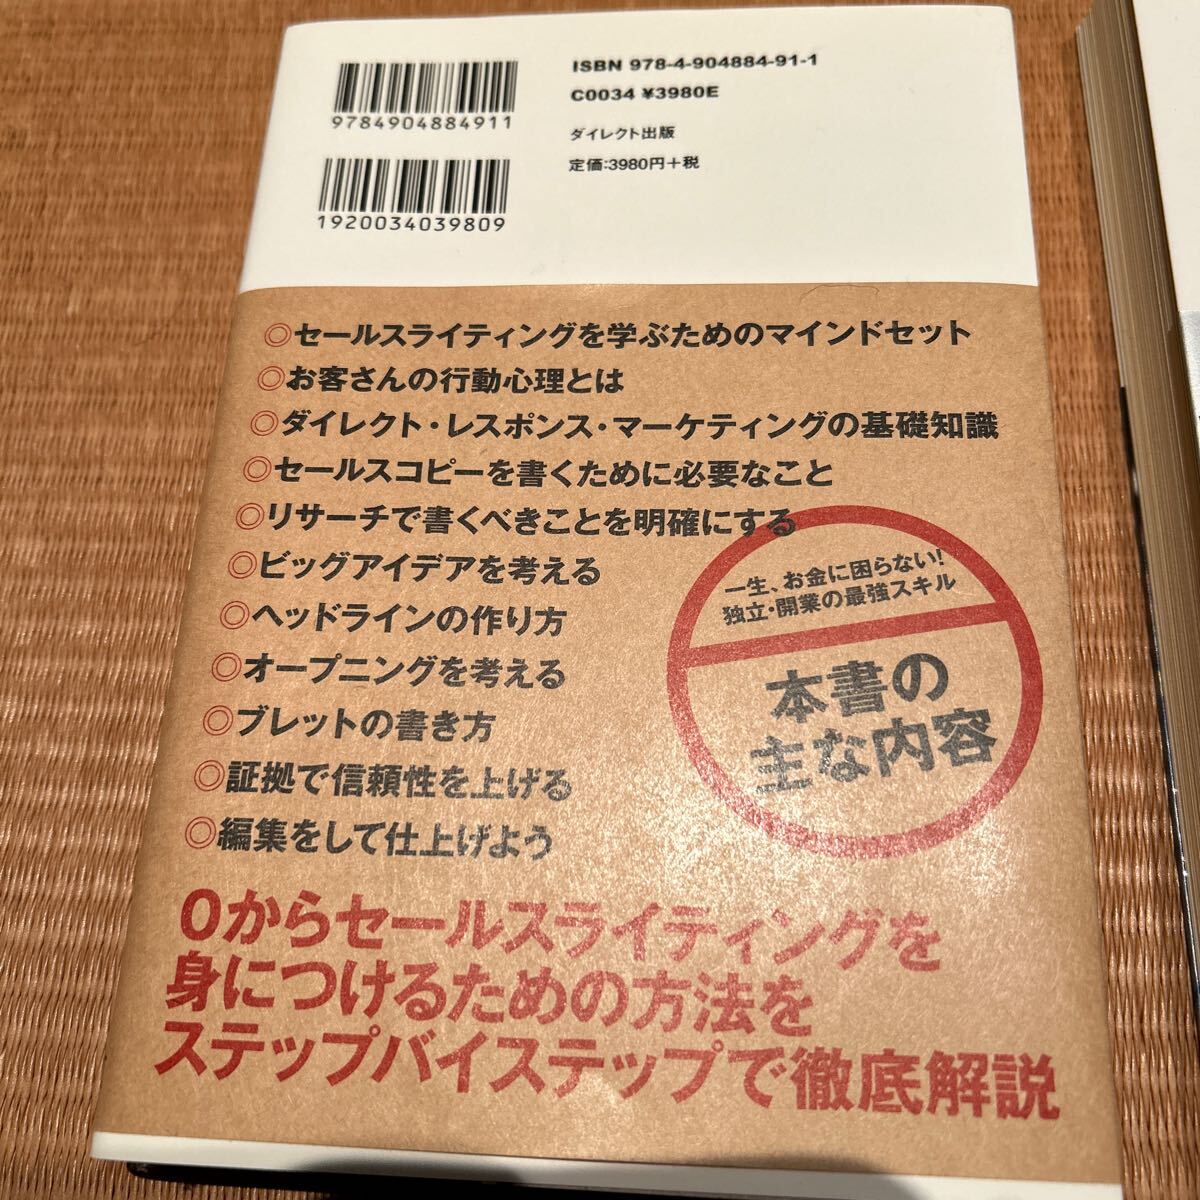 ISBN 978-4-904884-91-1
C0034 ¥3980E
9784904884911
ダイレクト出版
定価:3980円+税
1920034039809
◎セールスライティングを学ぶためのマインドセット
◎お客さんの行動心理とは
◎ダイレクト・レスポンス・マーケティングの基礎知識
◎セールスコピーを書くために必要なこと
◎リサーチで書くべきことを明確にする
◎ビッグアイデアを考える
◎ヘッドラインの作り方
◎オープニングを考える
◎ブレットの書き方
◎証拠で信頼性を上げる
◎編集をして仕上げよう
一生、お金に困らない!
独立・開業の最強スキル
本書の
主な内容
0からセールスライティングを
身につけるための方法を
ステップバイステップで徹底解説